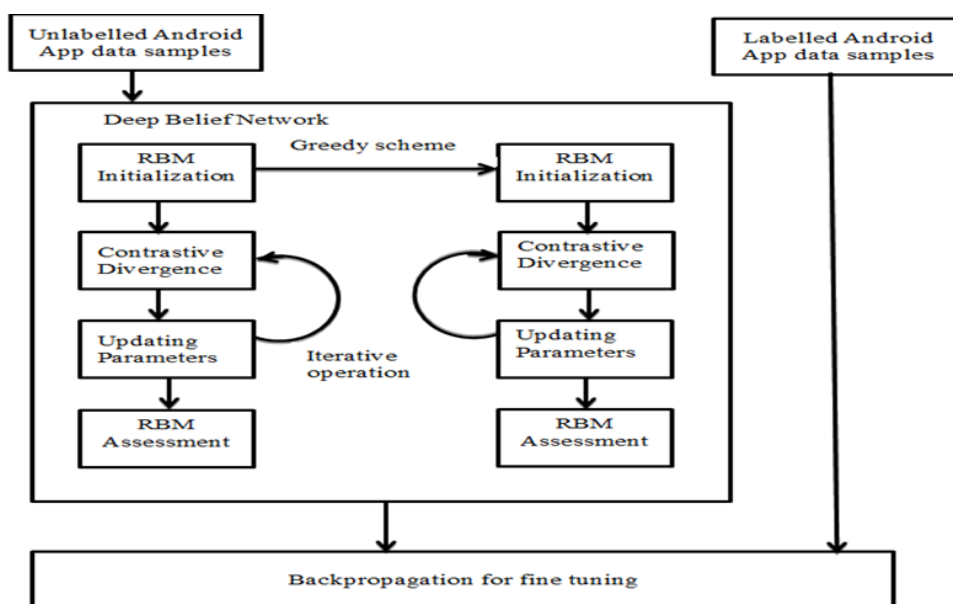 Unlabelled Android
App data samples
Labelled Android
App data samples
Deep Belief Network
Greedy scheme
RBM
Initialization
RBM
Initialization
Contrastive
Divergence
Contrastive
Divergence
Updating
Parameters
Iterative
operation
Updating
Parameters
RBM
Assessment
RBM
Assessment
Backpropagation for fine tuning